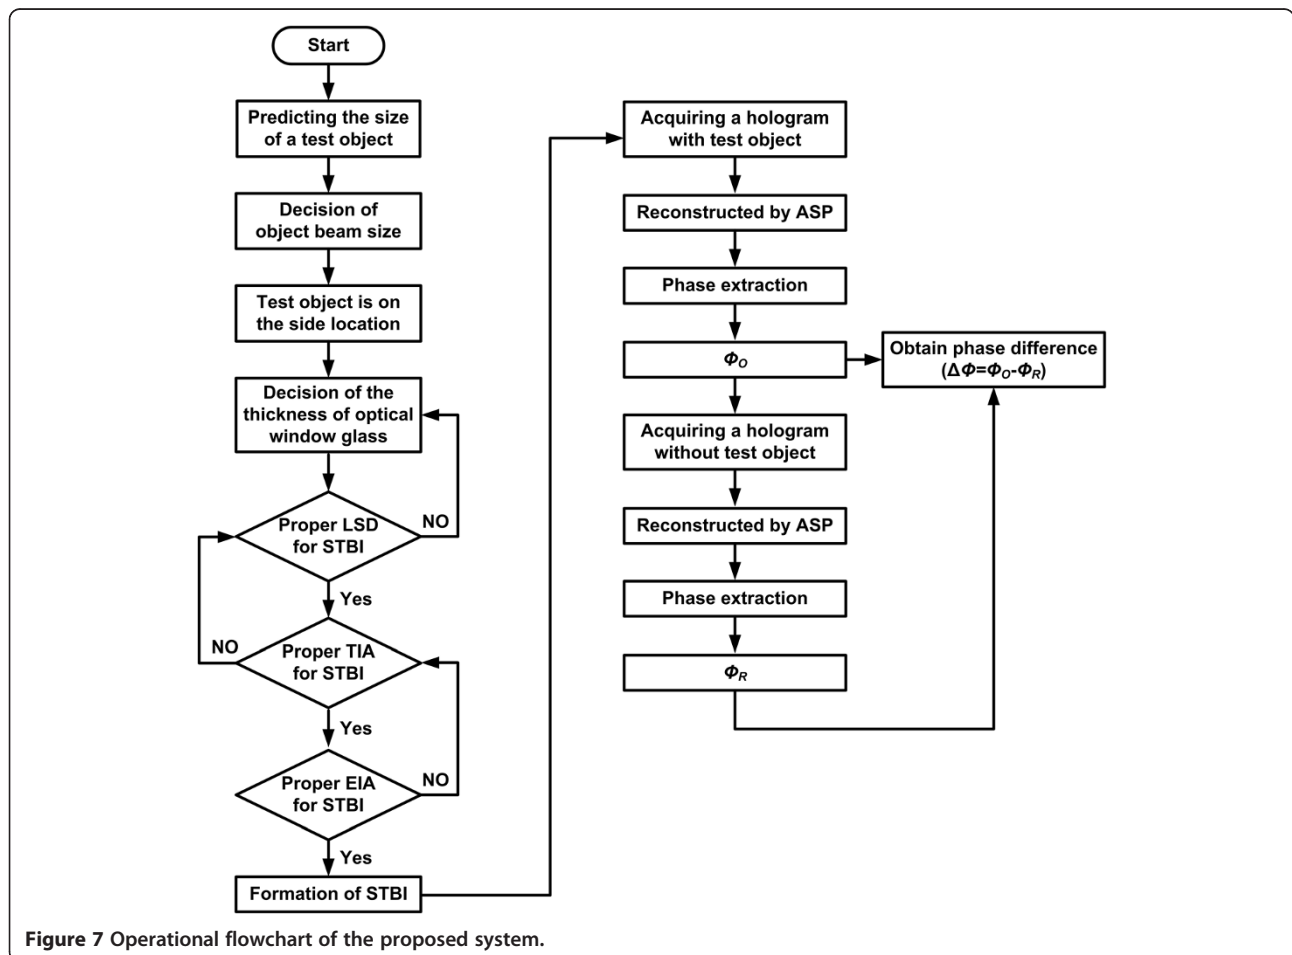 Start
Predicting the size
of a test object
Decision of
object beam size
Test object is on
the side location
Decision of the
thickness of optical
window glass
Proper LSD
for STBI
NO
Yes
Proper TIA
for STBI
NO
Yes
Proper EIA
for STBI
NO
Yes
Formation of STBI
Acquiring a hologram
with test object
Reconstructed by ASP
Phase extraction
Φ_O
Acquiring a hologram
without test object
Reconstructed by ASP
Phase extraction
Φ_R
Obtain phase difference
(ΔΦ=Φ_O-Φ_R)
Figure 7 Operational flowchart of the proposed system.